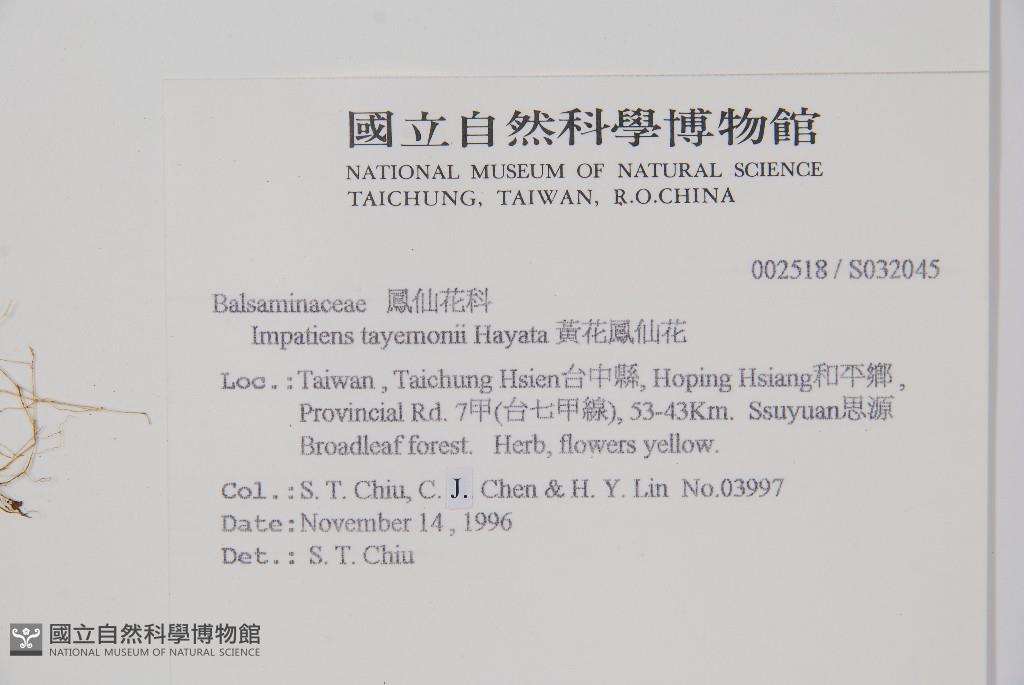 國立自然科學博物館
NATIONAL MUSEUM OF NATURAL SCIENCE
TAICHUNG, TAIWAN, R.O.CHINA
002518 / S032045
Balsaminaceae 鳳仙花科
Impatiens tayemonii Hayata 黃花鳳仙花
Loc.: Taiwan , Taichung Hsien台中縣, Hoping Hsiang和平鄉 ,
Provincial Rd. 7甲(台七甲線), 53-43Km. Ssuyuan思源
Broadleaf forest. Herb, flowers yellow.
Col.: S. T. Chiu, C. J. Chen & H. Y. Lin No.03997
Date: November 14 , 1996
Det.: S. T. Chiu
國立自然科學博物館
NATIONAL MUSEUM OF NATURAL SCIENCE